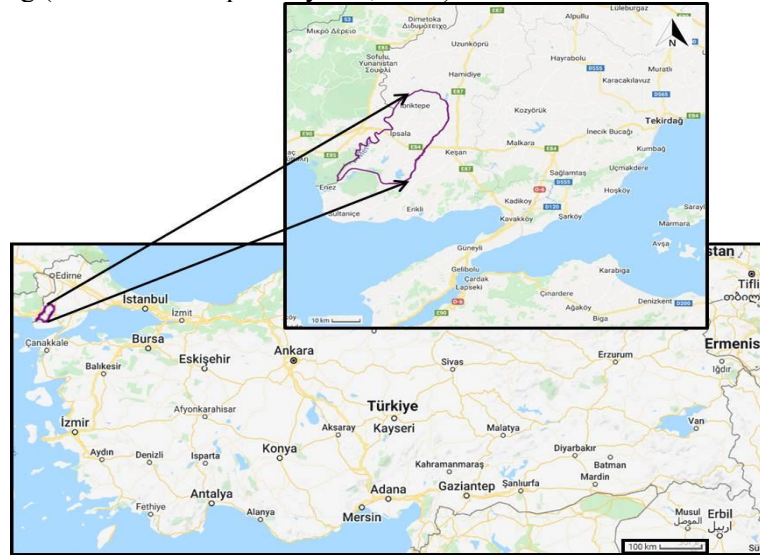 Dimetoka
Διδυμότειχο
Μικρό Δέρειο
Alpullu
Lüleburgaz
Uzunköprü
Sofulu,
Yunanistan
Σουφλί
Hayrabolu
Muratlı
Hamidiye
Karacakılavuz
Kozyörük
Tekirdağ
İpsala
Malkara
İnecik Bucağı
Kumbağ
Keşan
Enez
Sağlamtaş
Uçmakdere
Hoşköy
Kadıköy
Sultaniçe
Erikli
Kavakköy
Şarköy
Marmara
Avşa
Güneyli
Gelibolu
Çardak
Lapseki
Karabiga
Çınardere
Denizkent
Ağaköy
Biga
10 km
Edirne
İstanbul
İzmit
Çanakkale
Bursa
Balıkesir
Eskişehir
Ankara
Sivas
Erzurum
Ermenis
Iğdır
Türkiye
Kayseri
Afyonkarahisar
İzmir
Aksaray
Malatya
Van
Aydın
Denizli
Isparta
Konya
Diyarbakır
Batman
Mardin
Kahramanmaraş
Gaziantep
Şanlıurfa
Adana
Mersin
Antalya
Fethiye
Alanya
Musul
الموصل
Erbil
أربيل
100 km